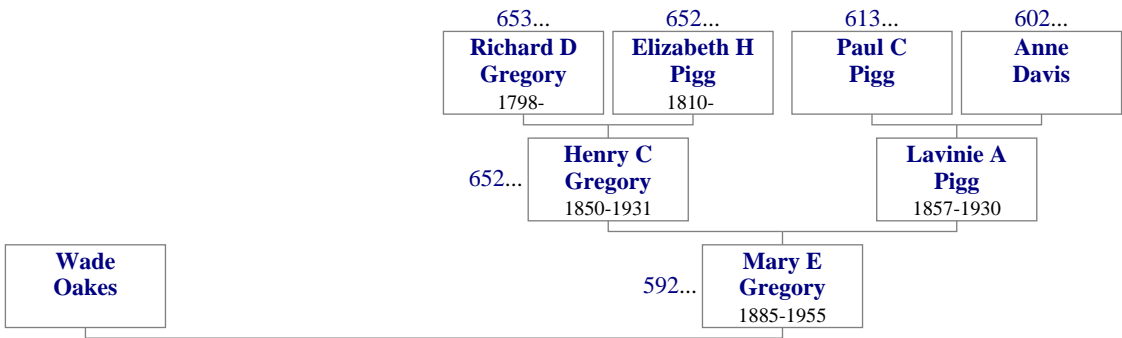 653...
652...
613...
602...
Richard D
Gregory
1798-
Elizabeth H
Pigg
1810-
Paul C
Pigg
Anne
Davis
652...
Henry C
Gregory
1850-1931
Lavinie A
Pigg
1857-1930
Wade
Oakes
592...
Mary E
Gregory
1885-1955